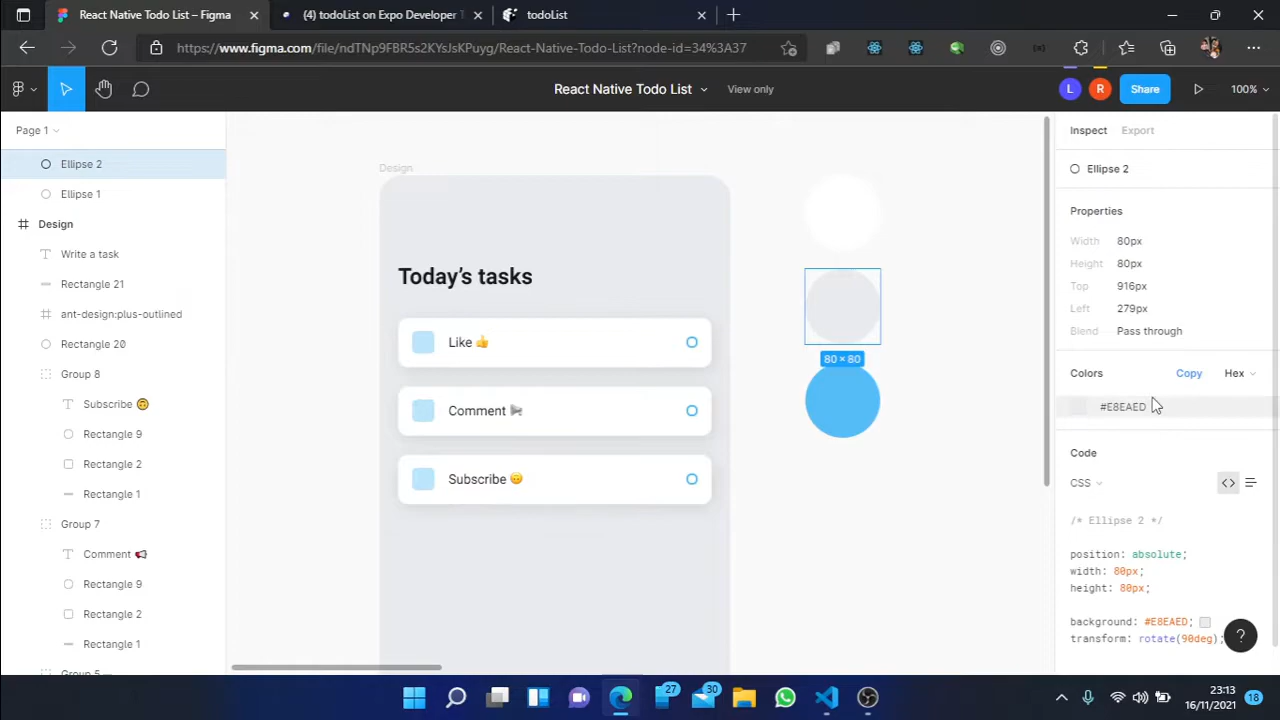 React Native Todo List – Figma
(4) todoList on Expo Developer T
todoList
https://www.figma.com/file/ndTNp9FBR5s2KYsJsKPuyg/React-Native-Todo-List?node-id=34%3A37
React Native Todo List
View only
L
R
Share
100%
Page 1
Ellipse 2
Ellipse 1
Design
Write a task
Rectangle 21
ant-design:plus-outlined
Rectangle 20
Group 8
Subscribe 🙃
Rectangle 9
Rectangle 2
Rectangle 1
Group 7
Comment 📢
Rectangle 9
Rectangle 2
Rectangle 1
Design
Today’s tasks
Like 👍
Comment 📢
Subscribe 🙃
80 × 80
Inspect
Export
Ellipse 2
Properties
Width 80px
Height 80px
Top 916px
Left 279px
Blend Pass through
Colors
Copy
Hex
#E8EAED
Code
CSS
/* Ellipse 2 */
position: absolute;
width: 80px;
height: 80px;
background: #E8EAED;
transform: rotate(90deg);
?
27
30
23:13
16/11/2021
18